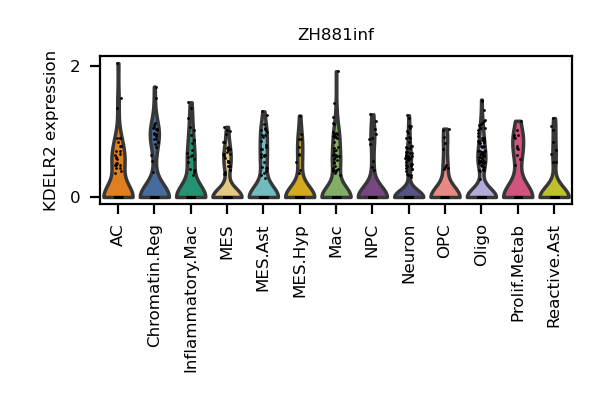 ZH881inf
KDELR2 expression
2
0
AC
Chromatin.Reg
Inflammatory.Mac
MES
MES.Ast
MES.Hyp
Mac
NPC
Neuron
OPC
Oligo
Prolif.Metab
Reactive.Ast